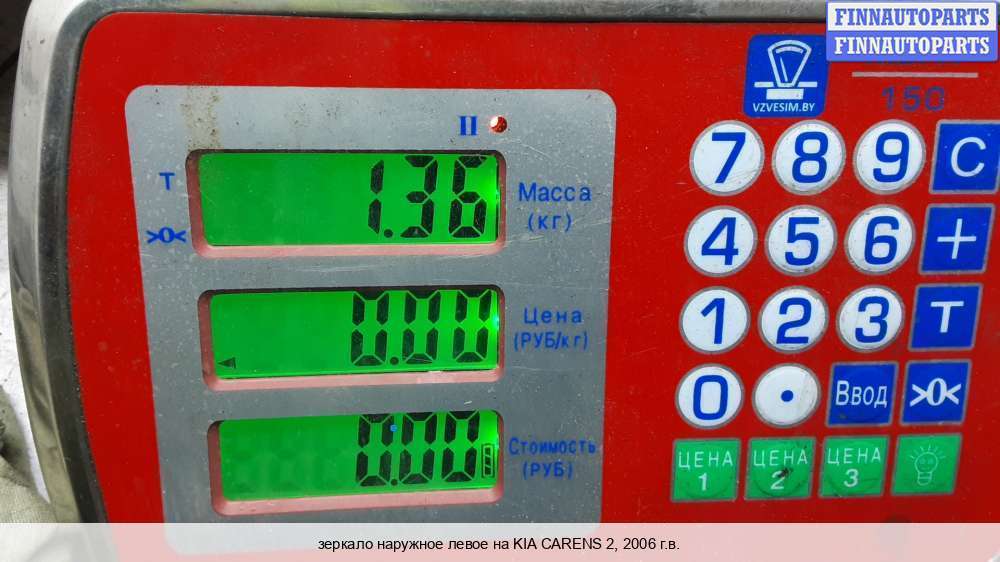 FINNAUTOPARTS
FINNAUTOPARTS
VZVESIM.BY
150
II
T
>0<
1.36
Масса
(кг)
0.00
Цена
(РУБ/кг)
0.00
Стоимость
(РУБ)
7 8 9 C
4 5 6 +
1 2 3 T
0 . Ввод >0<
ЦЕНА 1 ЦЕНА 2 ЦЕНА 3
зеркало наружное левое на KIA CARENS 2, 2006 г.в.